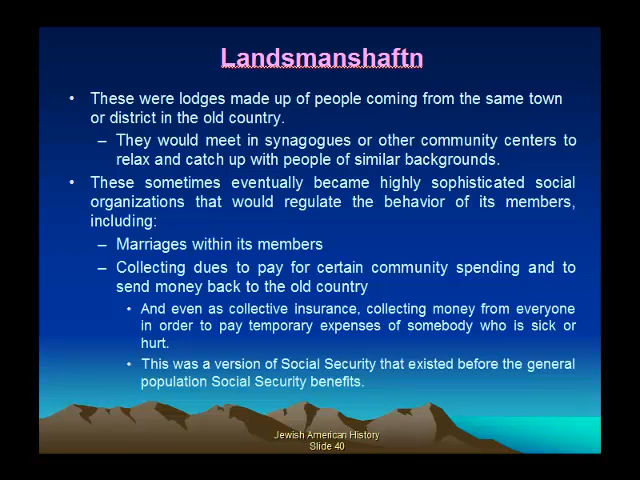 Landsmanshaftn
• These were lodges made up of people coming from the same town
or district in the old country.
– They would meet in synagogues or other community centers to
relax and catch up with people of similar backgrounds.
• These sometimes eventually became highly sophisticated social
organizations that would regulate the behavior of its members,
including:
– Marriages within its members
– Collecting dues to pay for certain community spending and to
send money back to the old country
• And even as collective insurance, collecting money from everyone
in order to pay temporary expenses of somebody who is sick or
hurt.
• This was a version of Social Security that existed before the general
population Social Security benefits.
Jewish American History
Slide 40